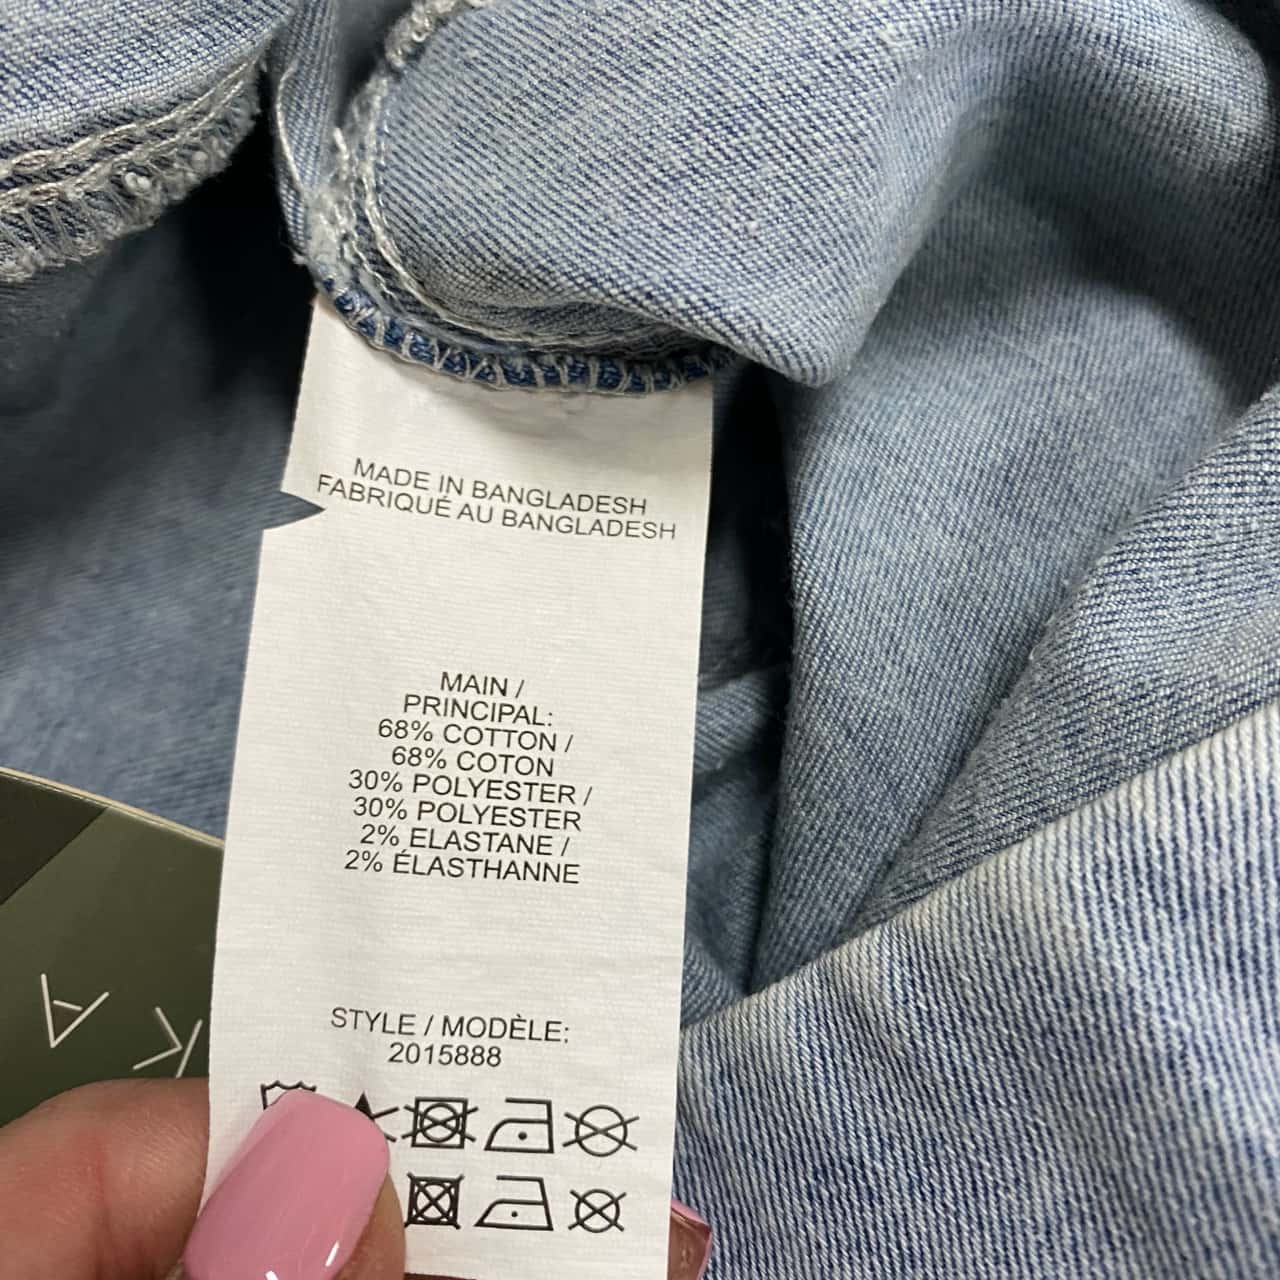 MADE IN BANGLADESH
FABRIQUÉ AU BANGLADESH
MAIN /
PRINCIPAL:
68% COTTON /
68% COTON
30% POLYESTER /
30% POLYESTER
2% ELASTANE /
2% ÉLASTHANNE
STYLE / MODÈLE:
2015888